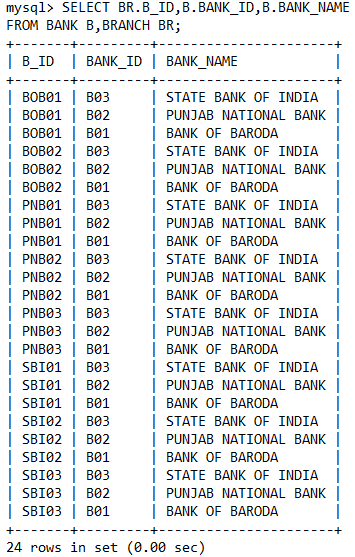 mysql> SELECT BR.B_ID,B.BANK_ID,B.BANK_NAME
FROM BANK B,BRANCH BR;
+-------+---------+----------------------+
| B_ID | BANK_ID | BANK_NAME |
+-------+---------+----------------------+
| BOB01 | B03 | STATE BANK OF INDIA |
| BOB01 | B02 | PUNJAB NATIONAL BANK |
| BOB01 | B01 | BANK OF BARODA |
| BOB02 | B03 | STATE BANK OF INDIA |
| BOB02 | B02 | PUNJAB NATIONAL BANK |
| BOB02 | B01 | BANK OF BARODA |
| PNB01 | B03 | STATE BANK OF INDIA |
| PNB01 | B02 | PUNJAB NATIONAL BANK |
| PNB01 | B01 | BANK OF BARODA |
| PNB02 | B03 | STATE BANK OF INDIA |
| PNB02 | B02 | PUNJAB NATIONAL BANK |
| PNB02 | B01 | BANK OF BARODA |
| PNB03 | B03 | STATE BANK OF INDIA |
| PNB03 | B02 | PUNJAB NATIONAL BANK |
| PNB03 | B01 | BANK OF BARODA |
| SBI01 | B03 | STATE BANK OF INDIA |
| SBI01 | B02 | PUNJAB NATIONAL BANK |
| SBI01 | B01 | BANK OF BARODA |
| SBI02 | B03 | STATE BANK OF INDIA |
| SBI02 | B02 | PUNJAB NATIONAL BANK |
| SBI02 | B01 | BANK OF BARODA |
| SBI03 | B03 | STATE BANK OF INDIA |
| SBI03 | B02 | PUNJAB NATIONAL BANK |
| SBI03 | B01 | BANK OF BARODA |
+-------+---------+----------------------+
24 rows in set (0.00 sec)